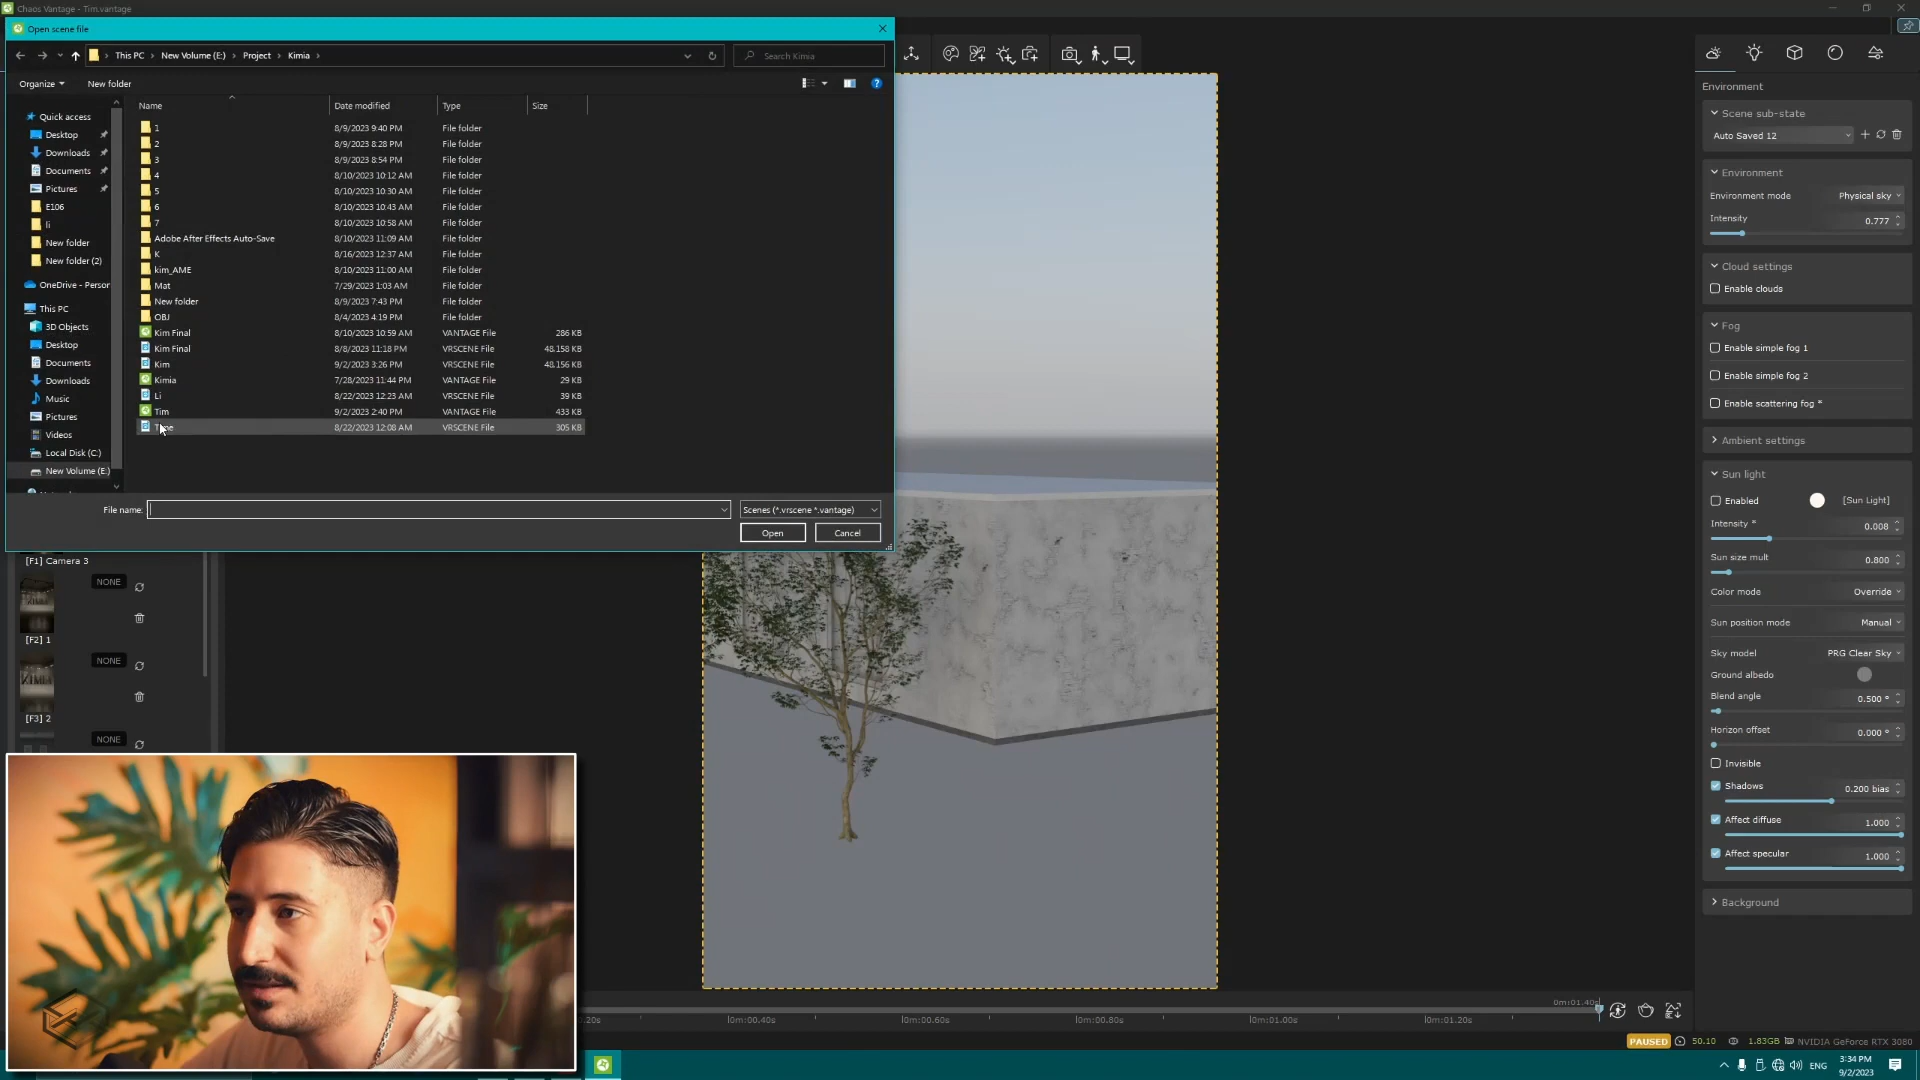 Chaos Vantage - Tim.vantage
Open scene file
This PC > New Volume (E:) > Project > Kimia >
Search Kimia
Organize
New folder
Name
Date modified
Type
Size
Quick access
Desktop
Downloads
Documents
Pictures
E106
li
New folder
New folder (2)
OneDrive - Person
This PC
3D Objects
Desktop
Documents
Downloads
Music
Pictures
Videos
Local Disk (C:)
New Volume (E:)
1 8/9/2023 9:40 PM File folder
2 8/9/2023 8:28 PM File folder
3 8/9/2023 8:54 PM File folder
4 8/10/2023 10:12 AM File folder
5 8/10/2023 10:30 AM File folder
6 8/10/2023 10:43 AM File folder
7 8/10/2023 10:58 AM File folder
Adobe After Effects Auto-Save 8/10/2023 11:09 AM File folder
K 8/16/2023 12:37 AM File folder
kim_AME 8/10/2023 11:00 AM File folder
Mat 7/29/2023 1:03 AM File folder
New folder 8/9/2023 7:43 PM File folder
OBJ 8/4/2023 4:19 PM File folder
Kim Final 8/10/2023 10:59 AM VANTAGE File 286 KB
Kim Final 8/8/2023 11:18 PM VRSCENE File 48,158 KB
Kim 9/2/2023 3:26 PM VRSCENE File 48,156 KB
Kimia 7/28/2023 11:44 PM VANTAGE File 29 KB
Li 8/22/2023 12:23 AM VRSCENE File 39 KB
Tim 9/2/2023 2:40 PM VANTAGE File 433 KB
8/22/2023 12:08 AM VRSCENE File 305 KB
File name:
Scenes (*.vrscene *.vantage)
Open
Cancel
[F1] Camera 3
NONE
[F2] 1
NONE
[F3] 2
NONE
Environment
Scene sub-state
Auto Saved 12
Environment
Environment mode Physical sky
Intensity 0.777
Cloud settings
Enable clouds
Fog
Enable simple fog 1
Enable simple fog 2
Enable scattering fog *
Ambient settings
Sun light
Enabled [Sun Light]
Intensity * 0.008
Sun size mult 0.800
Color mode Override
Sun position mode Manual
Sky model PRG Clear Sky
Ground albedo
Blend angle 0.500 °
Horizon offset 0.000 °
Invisible
Shadows 0.200 bias
Affect diffuse 1.000
Affect specular 1.000
Background
0m:01.40s
.20s 0m:00.40s 0m:00.60s 0m:00.80s 0m:01.00s 0m:01.20s
PAUSED 50.10 1.83GB NVIDIA GeForce RTX 3080
ENG
3:34 PM
9/2/2023